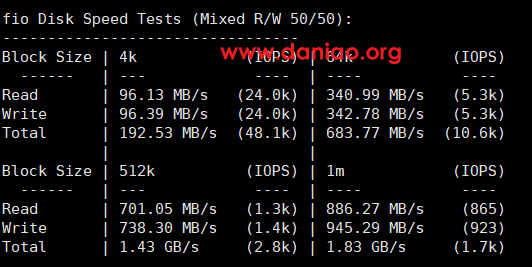 fio Disk Speed Tests (Mixed R/W 50/50):
---------------------------------
Block Size | 4k (IOPS) | 64k (IOPS)
------ | --- ---- | ---- ----
Read | 96.13 MB/s (24.0k) | 340.99 MB/s (5.3k)
Write | 96.39 MB/s (24.0k) | 342.78 MB/s (5.3k)
Total | 192.53 MB/s (48.1k) | 683.77 MB/s (10.6k)
| |
Block Size | 512k (IOPS) | 1m (IOPS)
------ | --- ---- | --- ----
Read | 701.05 MB/s (1.3k) | 886.27 MB/s (865)
Write | 738.30 MB/s (1.4k) | 945.29 MB/s (923)
Total | 1.43 GB/s (2.8k) | 1.83 GB/s (1.7k)
www.daniao.org